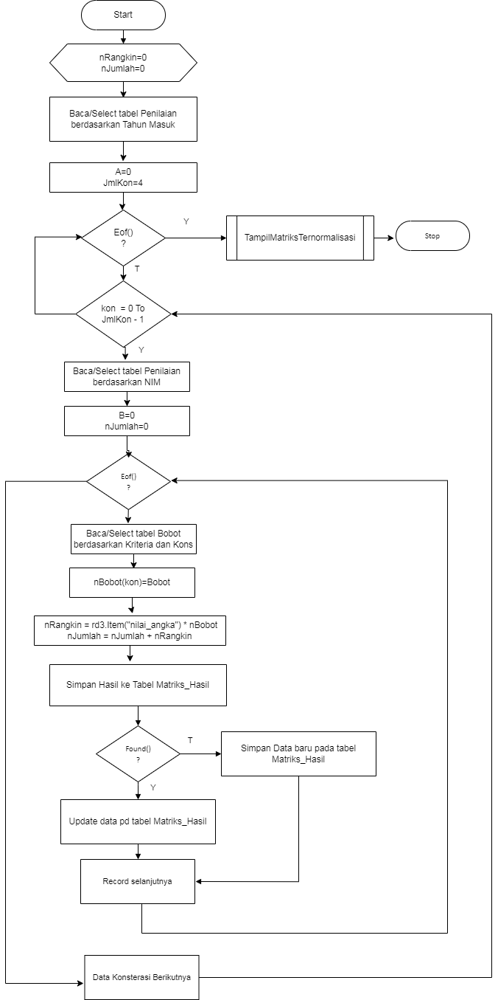 Start
nRangkin=0
nJumlah=0
Baca/Select tabel Penilaian
berdasarkan Tahun Masuk
A=0
JmlKon=4
Eof()
?
Y
TampilMatriksTernormalisasi
Stop
T
kon = 0 To
JmlKon - 1
Y
Baca/Select tabel Penilaian
berdasarkan NIM
B=0
nJumlah=0
Eof()
?
Baca/Select tabel Bobot
berdasarkan Kriteria dan Kons
nBobot(kon)=Bobot
nRangkin = rd3.Item("nilai_angka") * nBobot
nJumlah = nJumlah + nRangkin
Simpan Hasil ke Tabel Matriks_Hasil
Found()
?
T
Simpan Data baru pada tabel
Matriks_Hasil
Y
Update data pd tabel Matriks_Hasil
Record selanjutnya
Data Konsterasi Berikutnya